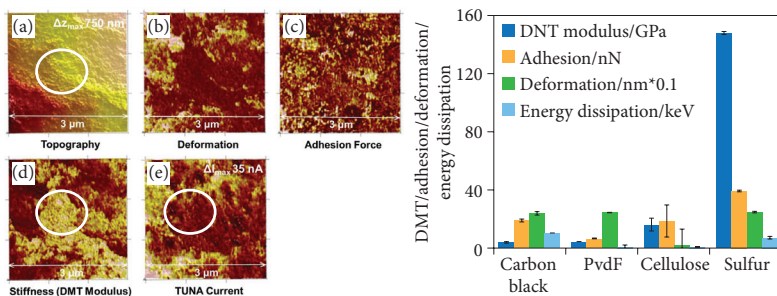 (a)
Δzmax 750 nm
3 μm
Topography
(b)
3 μm
Deformation
(c)
3 μm
Adhesion Force
(d)
3 μm
Stiffness (DMT Modulus)
(e)
ΔImax 35 nA
3 μm
TUNA Current
DMT/adhesion/deformation/
energy dissipation
160
120
80
40
0
DNT modulus/GPa
Adhesion/nN
Deformation/nm*0.1
Energy dissipation/keV
Carbon
black
PvdF
Cellulose
Sulfur